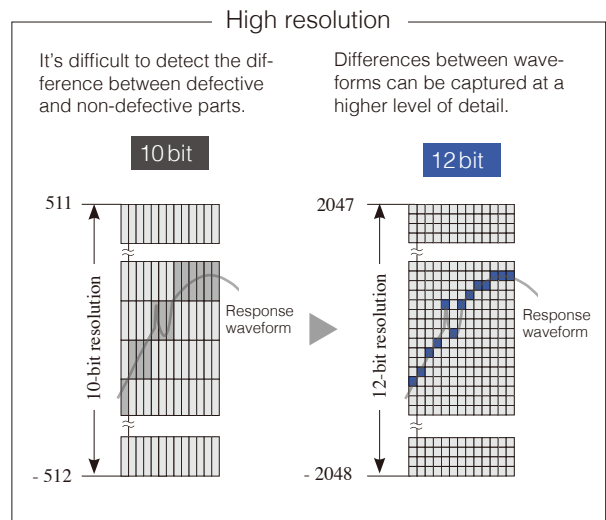 High resolution
It's difficult to detect the dif-
ference between defective
and non-defective parts.
10 bit
511
10-bit resolution
Response
waveform
- 512
Differences between wave-
forms can be captured at a
higher level of detail.
12 bit
2047
12-bit resolution
Response
waveform
- 2048